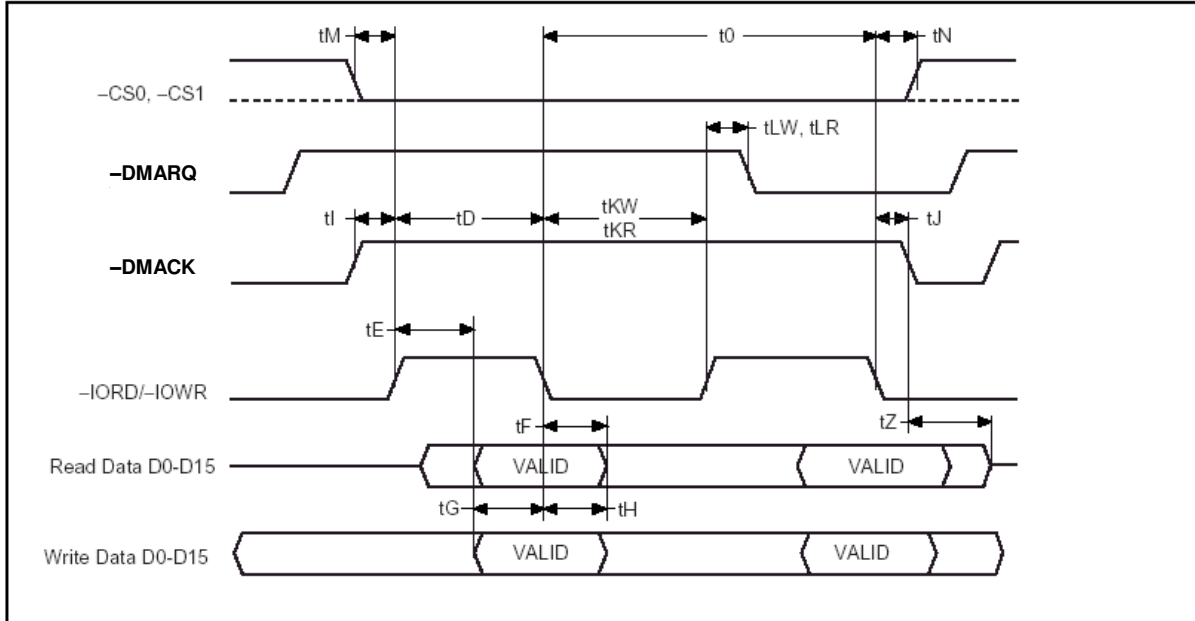 tM
t0
tN
–CS0, –CS1
tLW, tLR
–DMARQ
tI
tD
tKW
tKR
tJ
–DMACK
tE
–IORD/–IOWR
tF
tZ
Read Data D0-D15
VALID
VALID
tG
tH
Write Data D0-D15
VALID
VALID